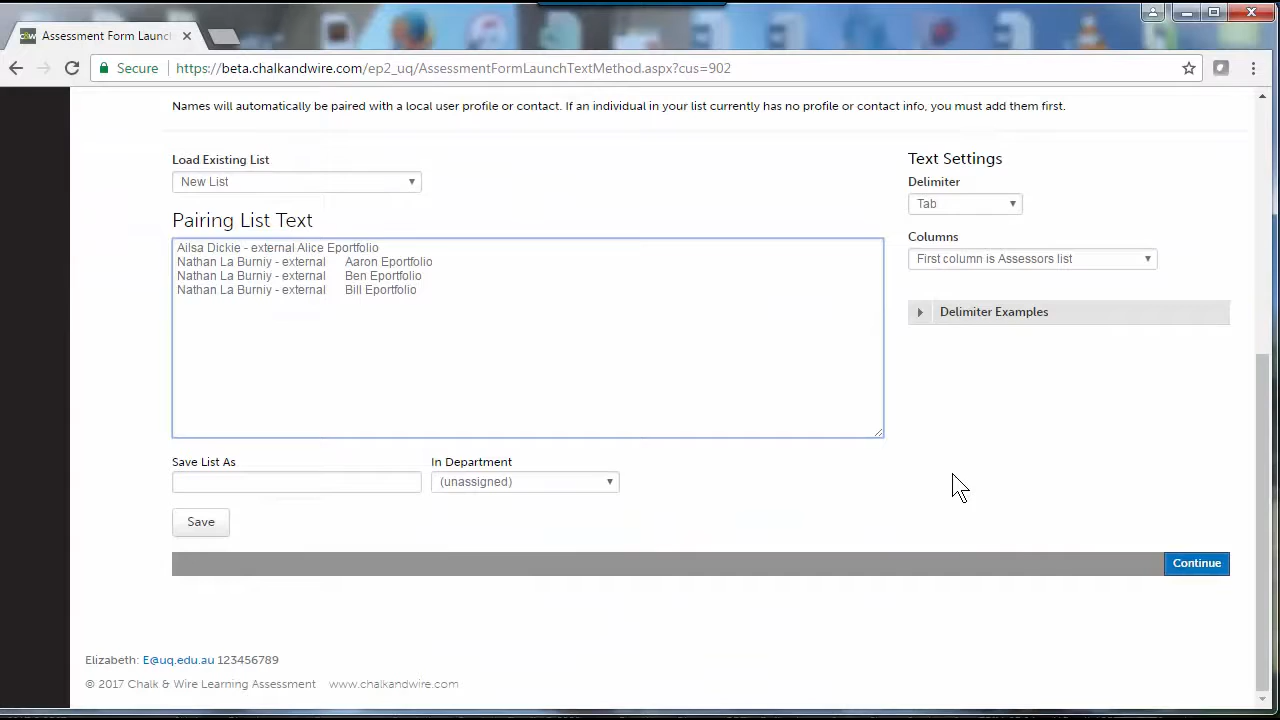 Assessment Form Launch
Secure https://beta.chalkandwire.com/ep2_uq/AssessmentFormLaunchTextMethod.aspx?cus=902
Names will automatically be paired with a local user profile or contact. If an individual in your list currently has no profile or contact info, you must add them first.
Load Existing List
New List
Pairing List Text
Ailsa Dickie - external Alice Eportfolio
Nathan La Burniy - external Aaron Eportfolio
Nathan La Burniy - external Ben Eportfolio
Nathan La Burniy - external Bill Eportfolio
Text Settings
Delimiter
Tab
Columns
First column is Assessors list
Delimiter Examples
Save List As
In Department
(unassigned)
Save
Continue
Elizabeth: E@uq.edu.au 123456789
© 2017 Chalk & Wire Learning Assessment www.chalkandwire.com